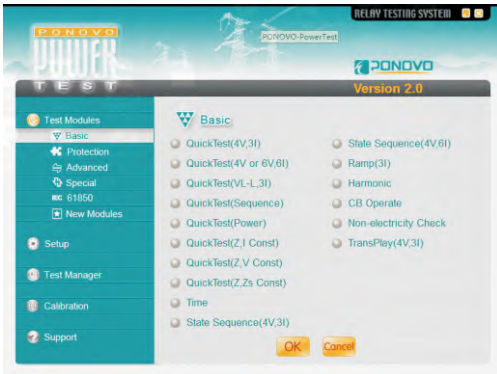 RELAY TESTING SYSTEM
PONOVO
POWER
TEST
PONOVO-PowerTest
PONOVO
Version 2.0
Test Modules
Basic
Protection
Advanced
Special
IEC 61850
New Modules
Setup
Test Manager
Calibration
Support
Basic
QuickTest(4V,3I)
QuickTest(4V or 6V,6I)
QuickTest(VL-L,3I)
QuickTest(Sequence)
QuickTest(Power)
QuickTest(Z,I Const)
QuickTest(Z,V Const)
QuickTest(Z,Zs Const)
Time
State Sequence(4V,3I)
State Sequence(4V,6I)
Ramp(3I)
Harmonic
CB Operate
Non-electricity Check
TransPlay(4V,3I)
OK
Cancel